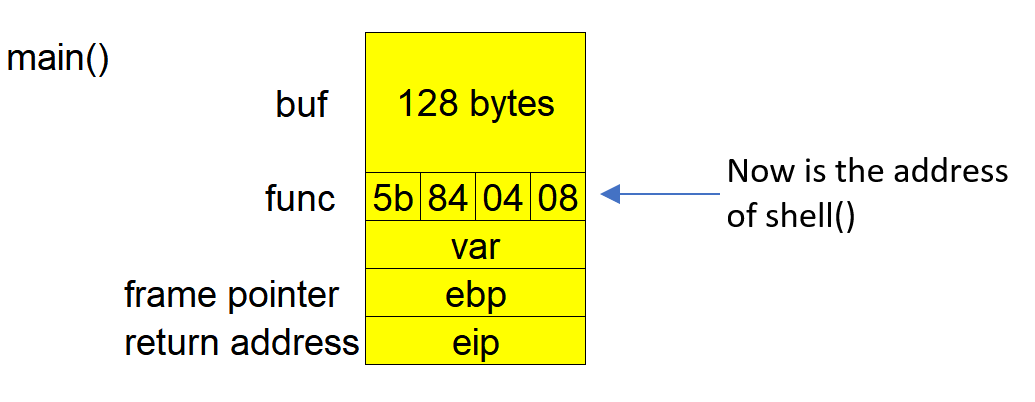 main()
buf 128 bytes
func 5b 84 04 08
Now is the address
of shell()
var
frame pointer ebp
return address eip